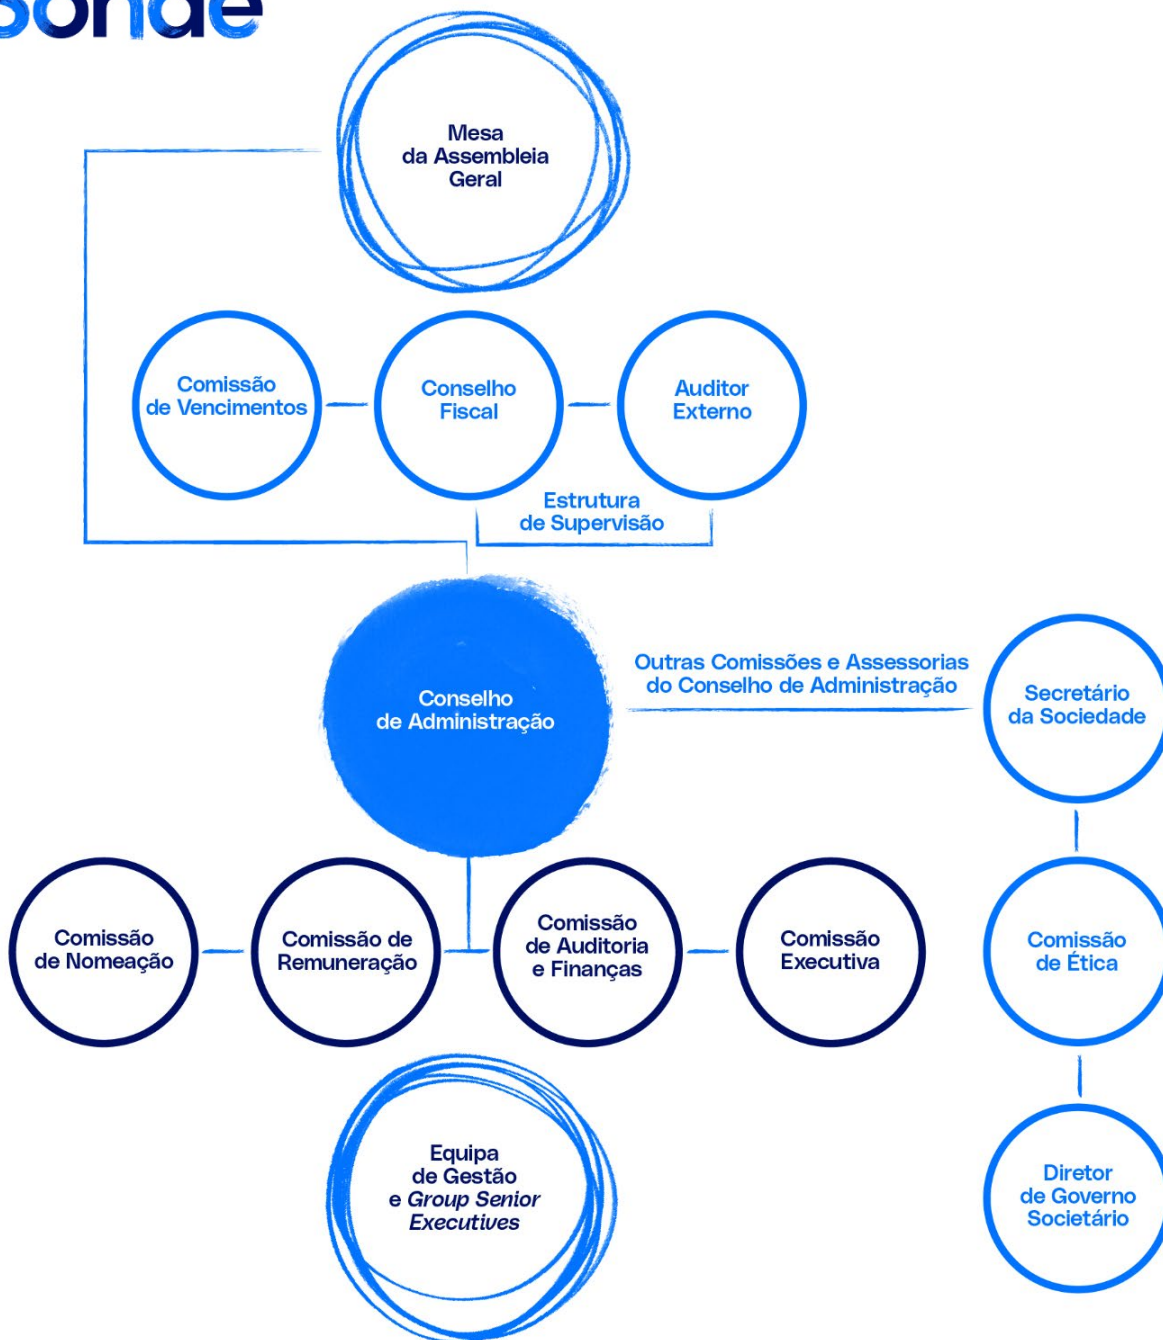 Sonae
Mesa
da Assembleia
Geral
Comissão
de Vencimentos
Conselho
Fiscal
Auditor
Externo
Estrutura
de Supervisão
Conselho
de Administração
Outras Comissões e Assessorias
do Conselho de Administração
Secretário
da Sociedade
Comissão
de Nomeação
Comissão de
Remuneração
Comissão
de Auditoria
e Finanças
Comissão
Executiva
Comissão
de Ética
Equipa
de Gestão
e Group Senior
Executives
Diretor
de Governo
Societário